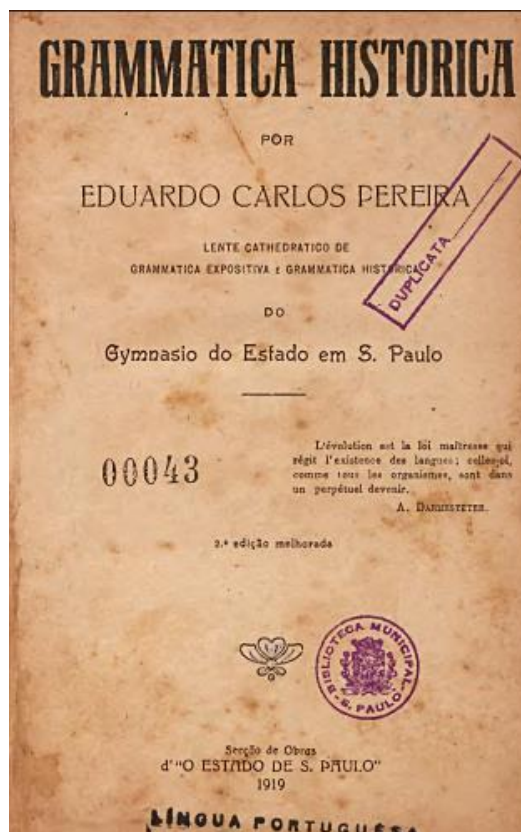 GRAMMATICA HISTORICA
POR
EDUARDO CARLOS PEREIRA
LENTE CATHEDRATICO DE
GRAMMATICA EXPOSITIVA E GRAMMATICA HISTORICA
DUPLICATA
DO
Gymnasio do Estado em S. Paulo
00043
L'évolution est la loi maîtresse qui
régit l'existence des langues; celles-ci,
comme tous les organismes, sont dans
un perpétuel devenir.
A. DARMESTETER.
2.ª edição melhorada
BIBLIOTECA MUNICIPAL
S. PAULO
Secção de Obras
d'"O ESTADO DE S. PAULO"
1919
LÍNGUA PORTUGUESA